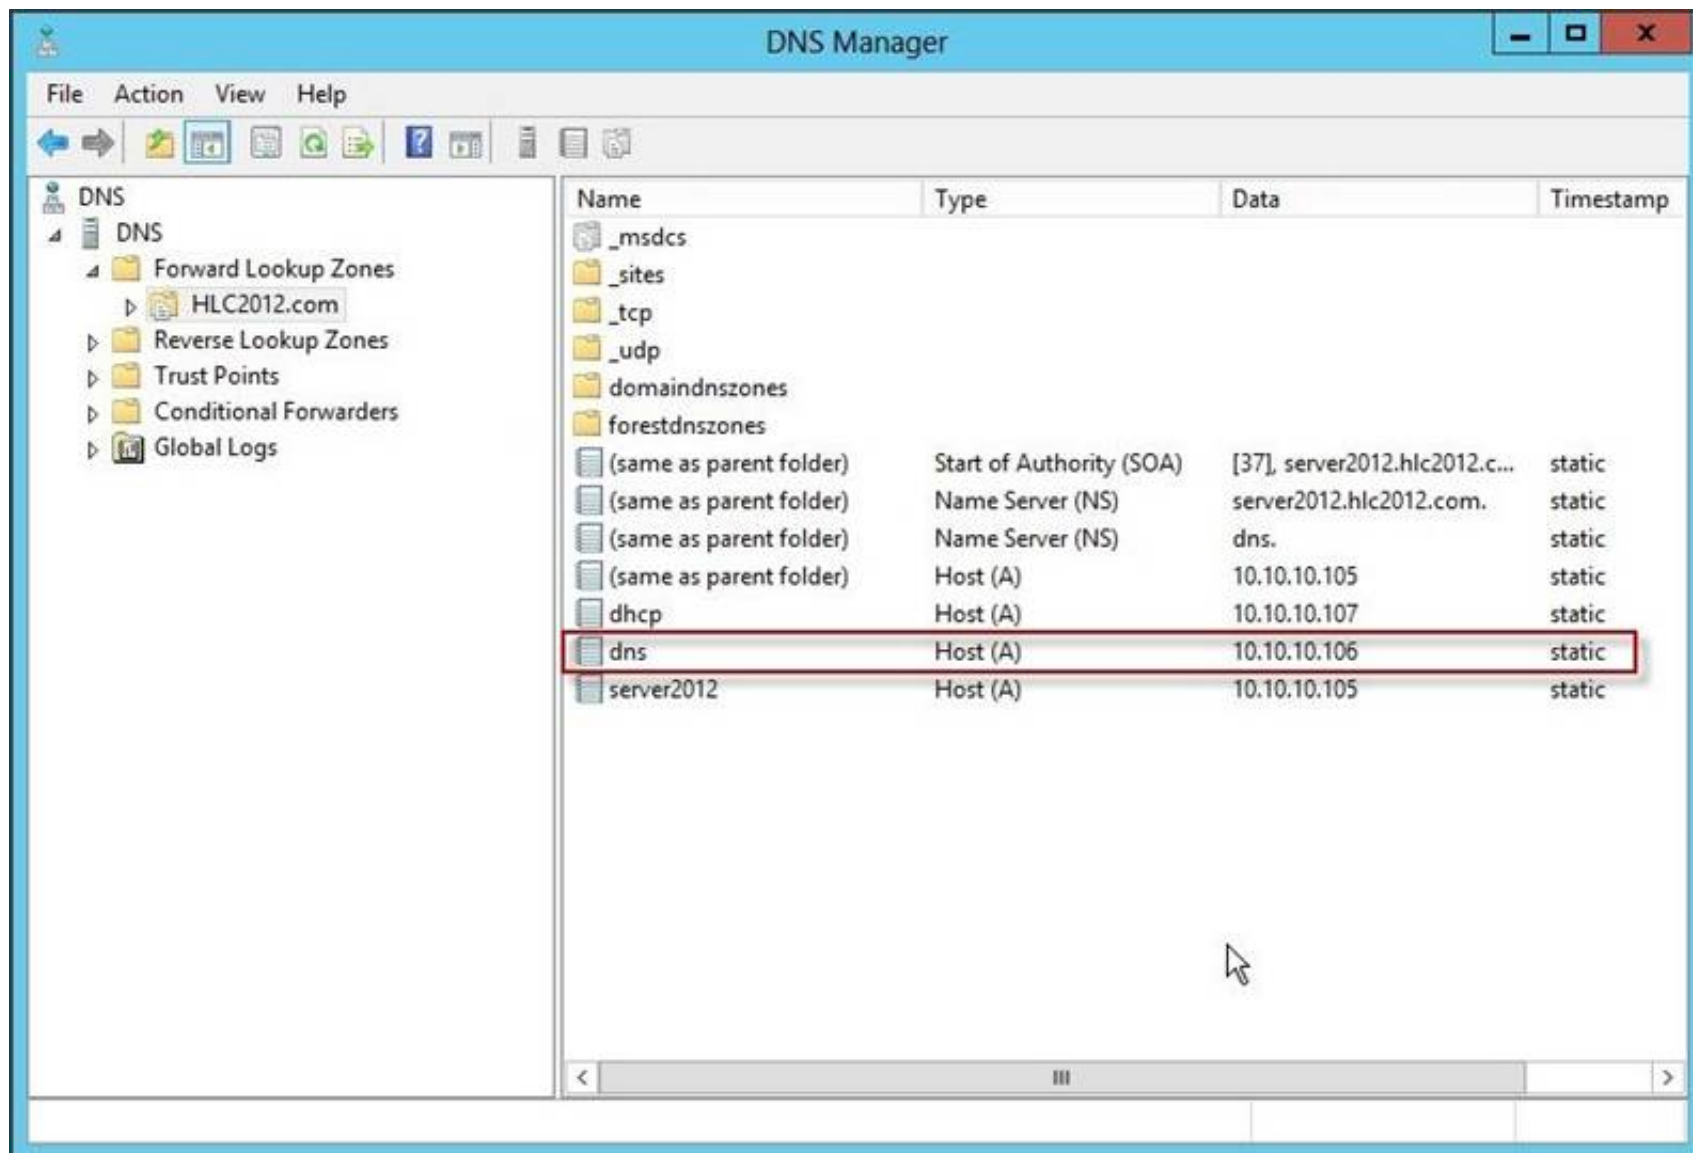 DNS Manager
File Action View Help
DNS
DNS
Forward Lookup Zones
HLC2012.com
Reverse Lookup Zones
Trust Points
Conditional Forwarders
Global Logs
Name Type Data Timestamp
_msdcs
_sites
_tcp
_udp
domaindnszones
forestdnszones
(same as parent folder) Start of Authority (SOA) [37], server2012.hlc2012.c... static
(same as parent folder) Name Server (NS) server2012.hlc2012.com. static
(same as parent folder) Name Server (NS) dns. static
(same as parent folder) Host (A) 10.10.10.105 static
dhcp Host (A) 10.10.10.107 static
dns Host (A) 10.10.10.106 static
server2012 Host (A) 10.10.10.105 static